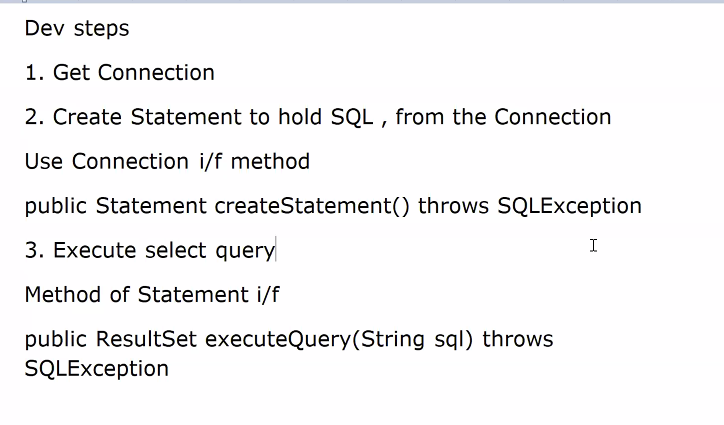 Dev steps
1. Get Connection
2. Create Statement to hold SQL , from the Connection
Use Connection i/f method
public Statement createStatement() throws SQLException
3. Execute select query
Method of Statement i/f
public ResultSet executeQuery(String sql) throws
SQLException